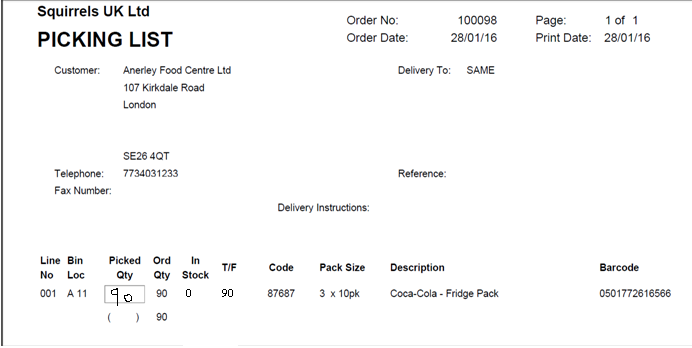 Squirrels UK Ltd
PICKING LIST
Order No: 100098 Page: 1 of 1
Order Date: 28/01/16 Print Date: 28/01/16
Customer: Anerley Food Centre Ltd Delivery To: SAME
107 Kirkdale Road
London
SE26 4QT
Telephone: 7734031233 Reference:
Fax Number:
Delivery Instructions:
Line Bin Picked Ord In T/F Code Pack Size Description Barcode
No Loc Qty Qty Stock
001 A 11 90 90 0 90 87687 3 x 10pk Coca-Cola - Fridge Pack 0501772616566
( ) 90